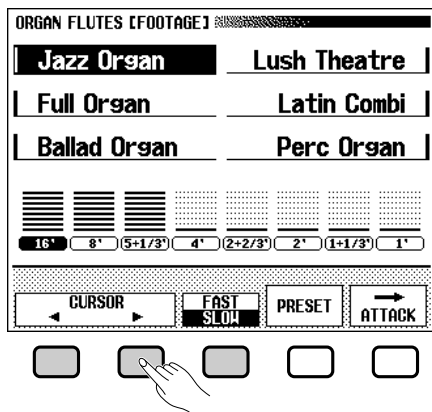 ORGAN FLUTES [FOOTAGE]
Jazz Organ Lush Theatre
Full Organ Latin Combi
Ballad Organ Perc Organ
16' 8' (5+1/3') 4' (2+2/3') 2' (1+1/3') 1'
CURSOR FAST SLOW PRESET ATTACK